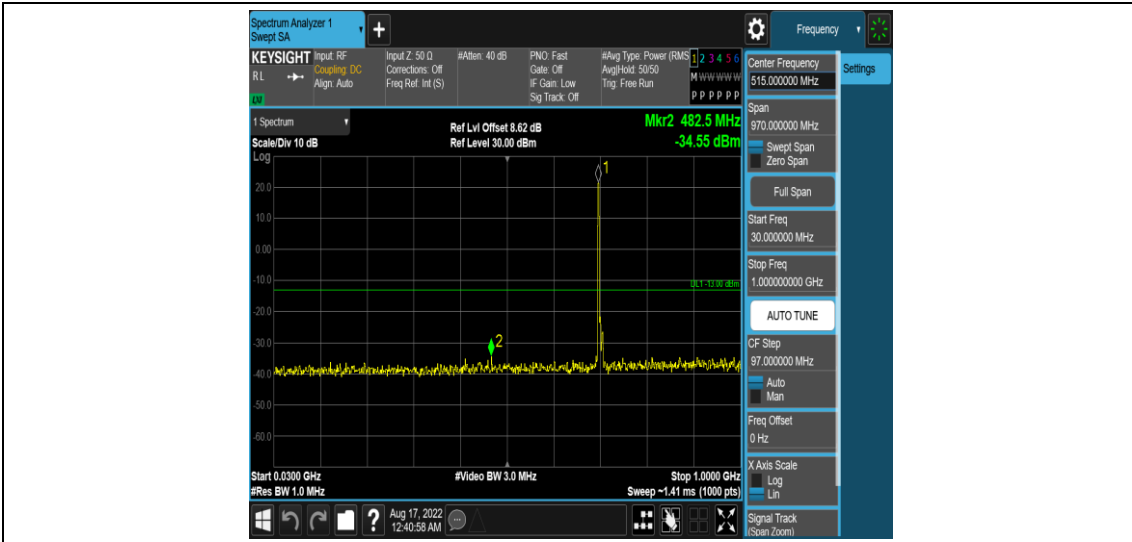 Spectrum Analyzer 1
Swept SA
+
Frequency
KEYSIGHT
R L
LXI
Input: RF
Coupling: DC
Align: Auto
Input Z: 50 Ω
Corrections: Off
Freq Ref: Int (S)
#Atten: 40 dB
PNO: Fast
Gate: Off
IF Gain: Low
Sig Track: Off
#Avg Type: Power (RMS
Avg|Hold: 50/50
Trig: Free Run
1 2 3 4 5 6
M W W W W W
P P P P P P
1 Spectrum
Scale/Div 10 dB
Ref Lvl Offset 8.62 dB
Ref Level 30.00 dBm
Mkr2 482.5 MHz
-34.55 dBm
Log
1
20.0
10.0
0.00
-10.0
DL1 -13.00 dBm
-20.0
-30.0
2
-40.0
-50.0
-60.0
Start 0.0300 GHz
#Res BW 1.0 MHz
#Video BW 3.0 MHz
Stop 1.0000 GHz
Sweep ~1.41 ms (1000 pts)
?
Aug 17, 2022
12:40:58 AM
Center Frequency
515.000000 MHz
Settings
Span
970.000000 MHz
Swept Span
Zero Span
Full Span
Start Freq
30.000000 MHz
Stop Freq
1.000000000 GHz
AUTO TUNE
CF Step
97.000000 MHz
Auto
Man
Freq Offset
0 Hz
X Axis Scale
Log
Lin
Signal Track
(Span Zoom)